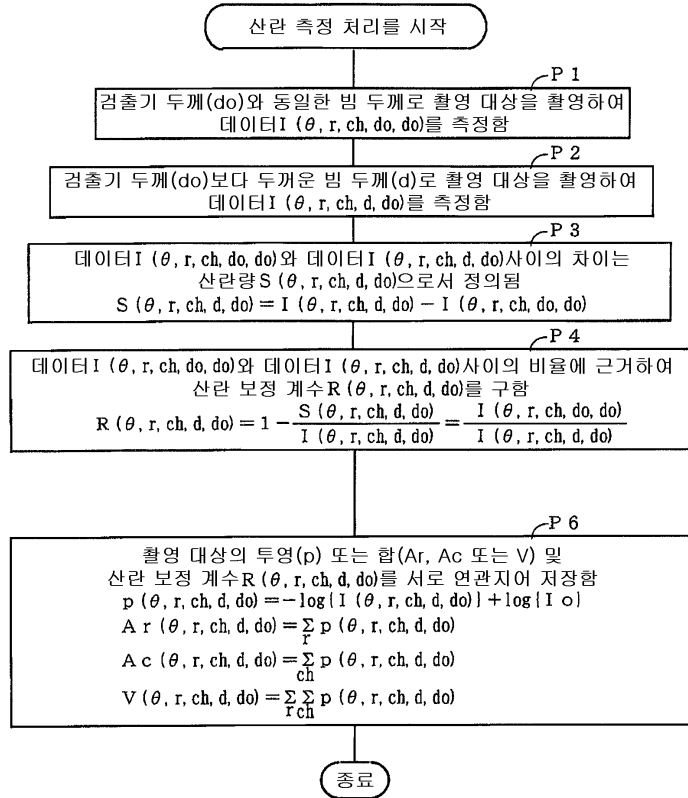 산란 측정 처리를 시작
P 1
검출기 두께(do)와 동일한 빔 두께로 촬영 대상을 촬영하여
데이터I (θ, r, ch, do, do)를 측정함
P 2
검출기 두께(do)보다 두꺼운 빔 두께(d)로 촬영 대상을 촬영하여
데이터I (θ, r, ch, d, do)를 측정함
P 3
데이터I (θ, r, ch, do, do)와 데이터I (θ, r, ch, d, do)사이의 차이는
산란량S (θ, r, ch, d, do)으로서 정의됨
S (θ, r, ch, d, do) = I (θ, r, ch, d, do) − I (θ, r, ch, do, do)
P 4
데이터I (θ, r, ch, do, do)와 데이터I (θ, r, ch, d, do)사이의 비율에 근거하여
산란 보정 계수R (θ, r, ch, d, do)를 구함
R (θ, r, ch, d, do) = 1 − S (θ, r, ch, d, do) / I (θ, r, ch, d, do) = I (θ, r, ch, do, do) / I (θ, r, ch, d, do)
P 6
촬영 대상의 투영(p) 또는 합(Ar, Ac 또는 V) 및
산란 보정 계수R (θ, r, ch, d, do)를 서로 연관지어 저장함
p (θ, r, ch, d, do) = −log{I (θ, r, ch, d, do)} + log{I o}
A r (θ, r, ch, d, do) = Σ r p (θ, r, ch, d, do)
A c (θ, r, ch, d, do) = Σ ch p (θ, r, ch, d, do)
V (θ, r, ch, d, do) = Σ r Σ ch p (θ, r, ch, d, do)
종료